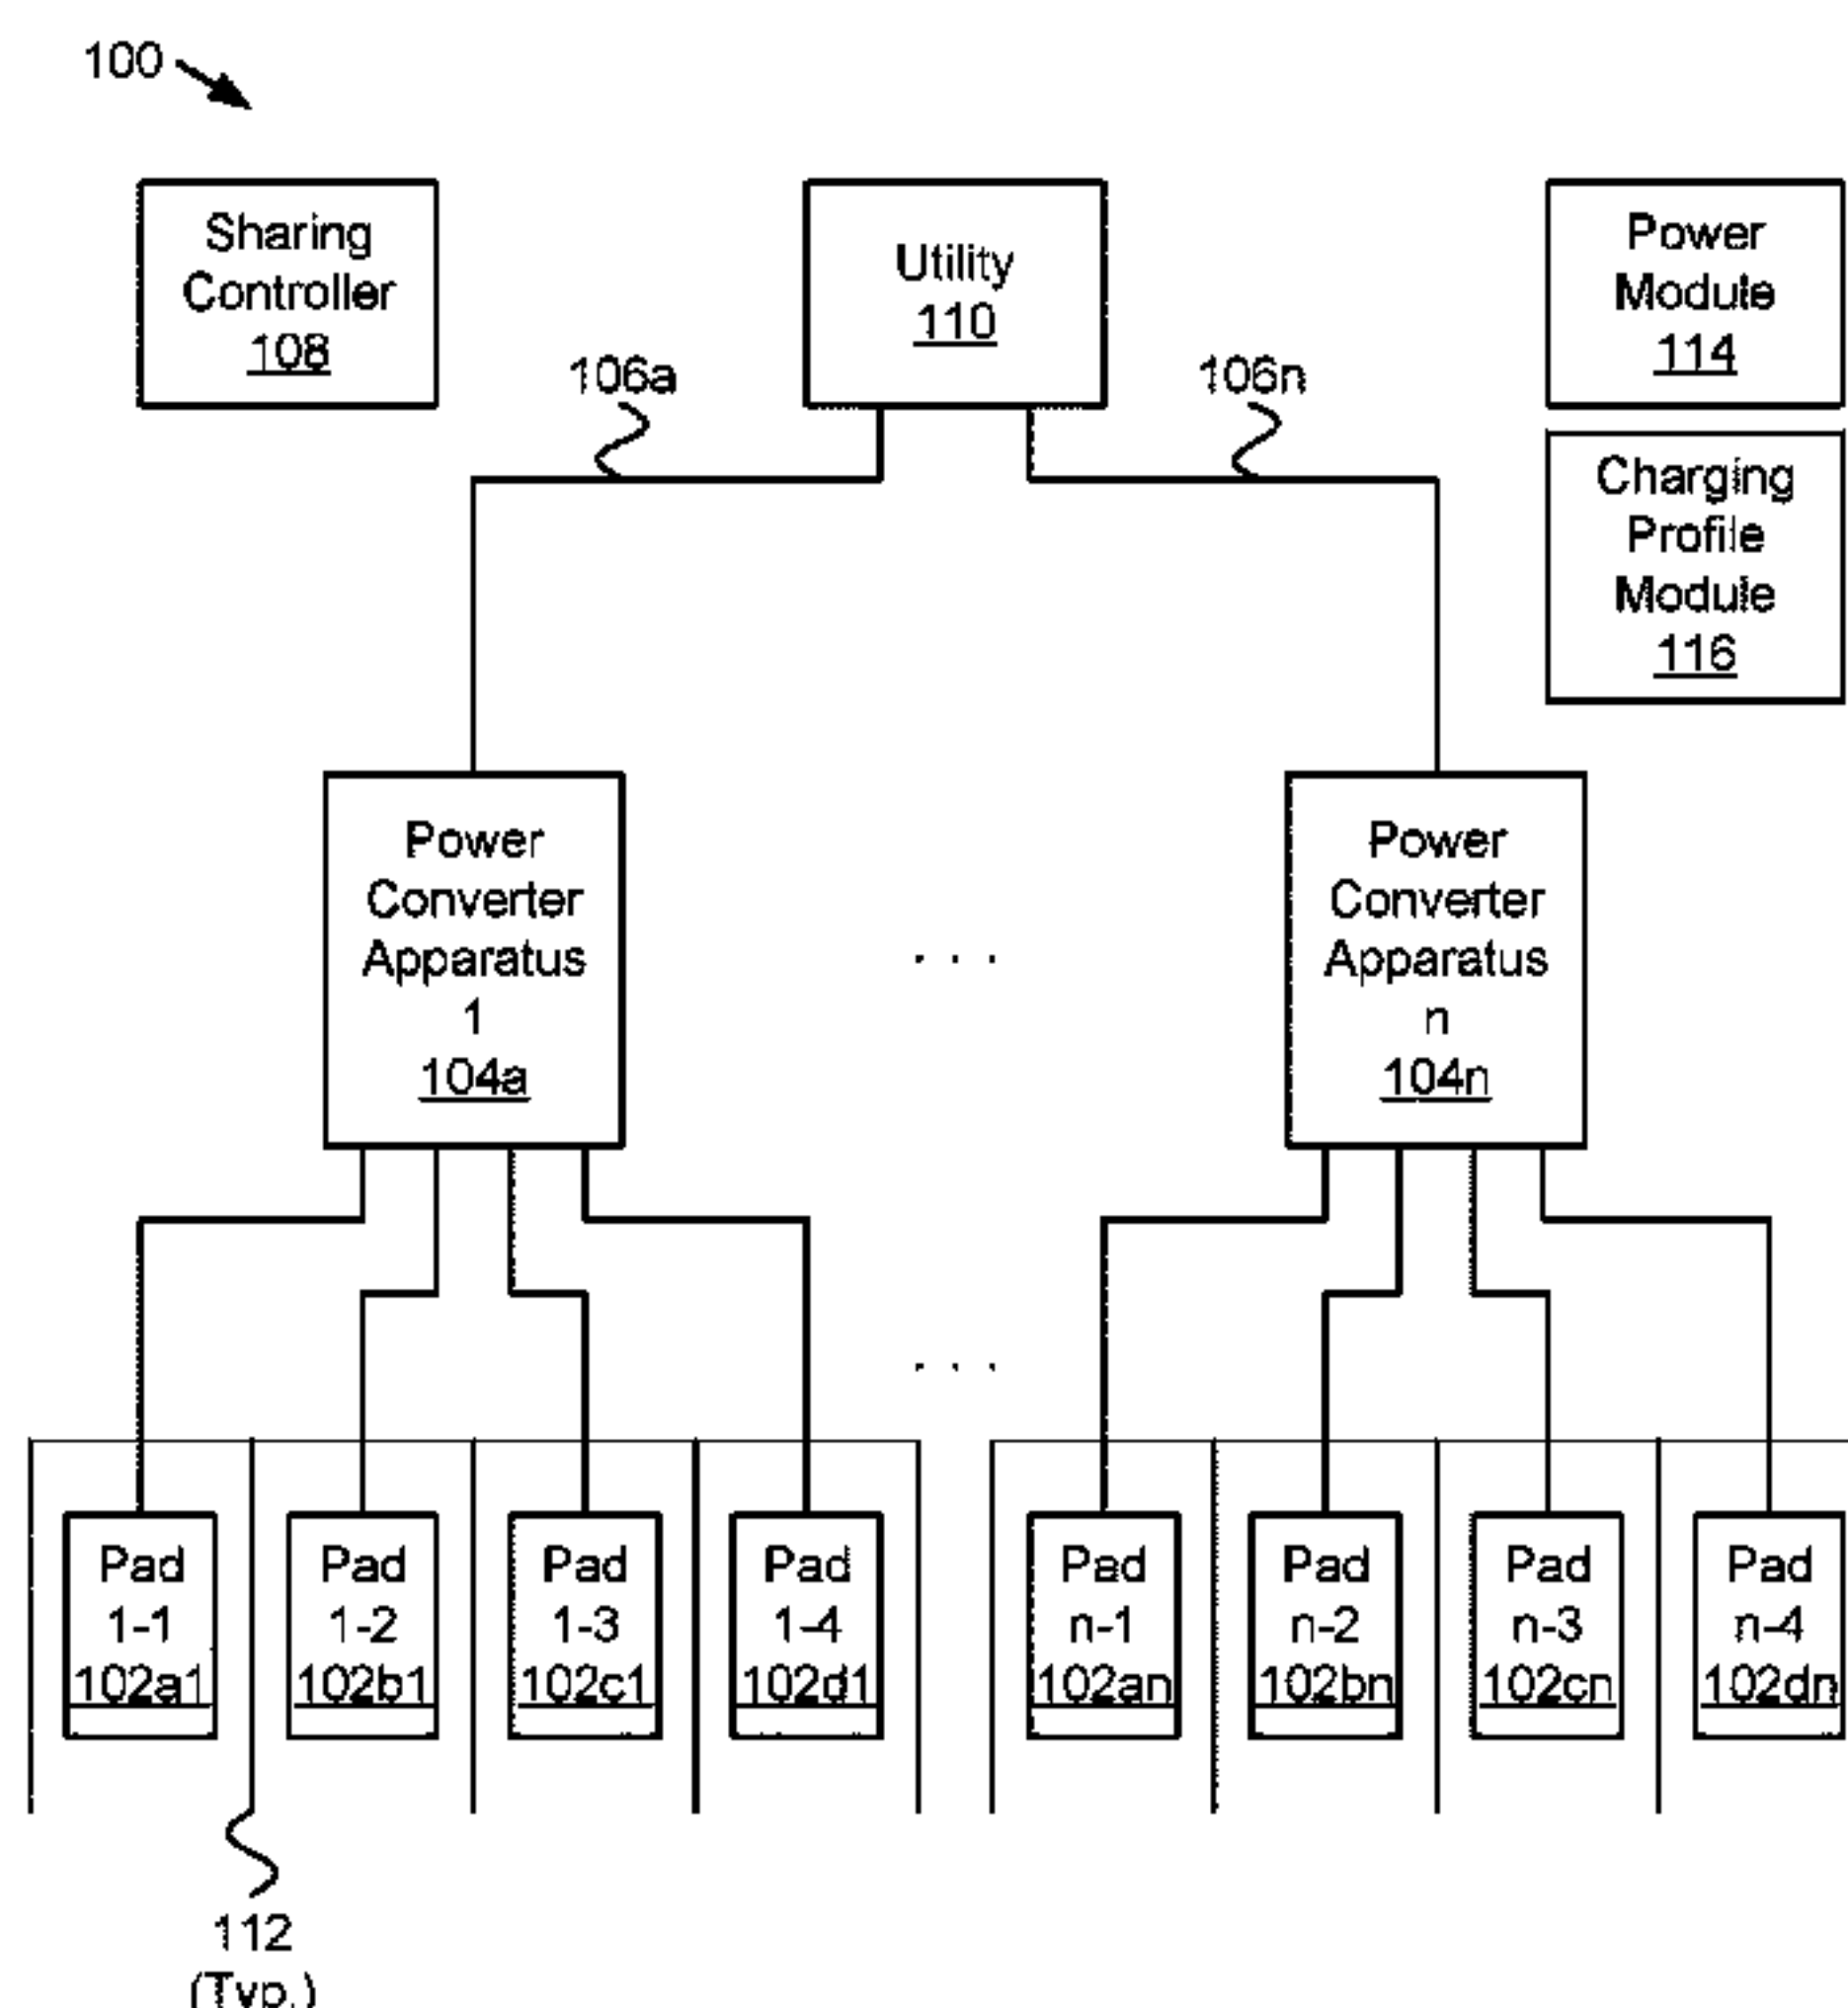 100
Sharing
Controller
108
Utility
110
Power
Module
114
106a
106n
Charging
Profile
Module
116
Power
Converter
Apparatus
1
104a
. . .
Power
Converter
Apparatus
n
104n
. . .
Pad
1-1
102a1
Pad
1-2
102b1
Pad
1-3
102c1
Pad
1-4
102d1
Pad
n-1
102an
Pad
n-2
102bn
Pad
n-3
102cn
Pad
n-4
102dn
112
(Typ.)